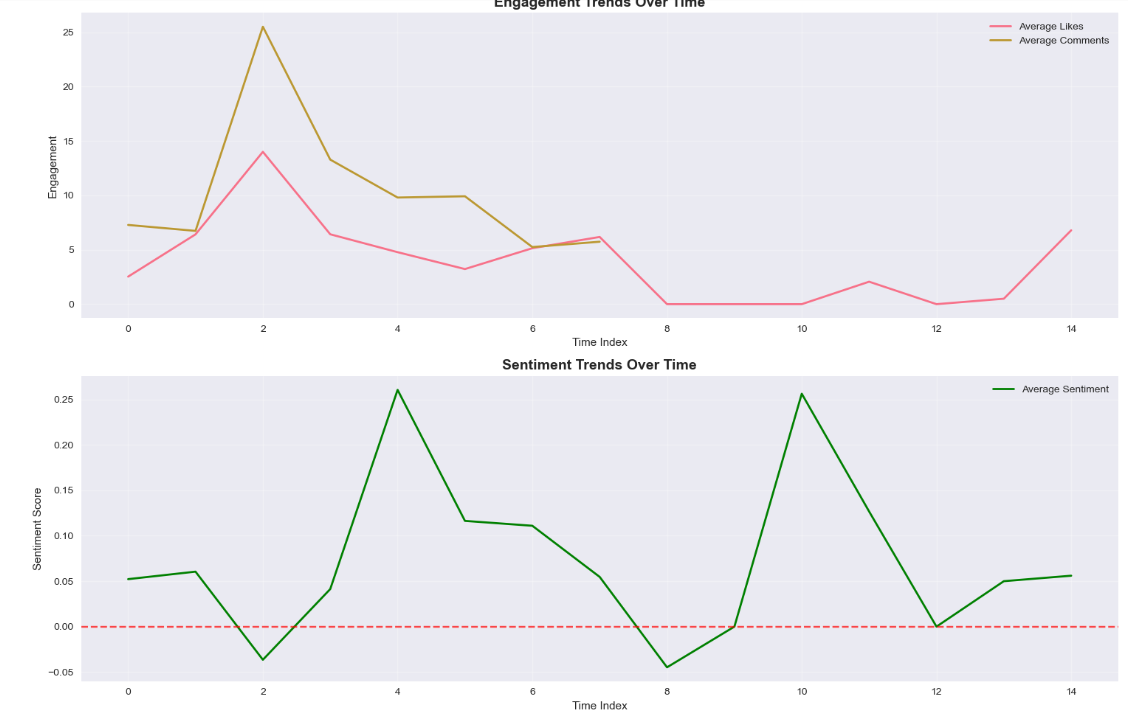 Engagement Trends Over Time
Average Likes
Average Comments
25
20
15
10
5
0
Engagement
0 2 4 6 8 10 12 14
Time Index
Sentiment Trends Over Time
Average Sentiment
0.25
0.20
0.15
0.10
0.05
0.00
−0.05
Sentiment Score
0 2 4 6 8 10 12 14
Time Index